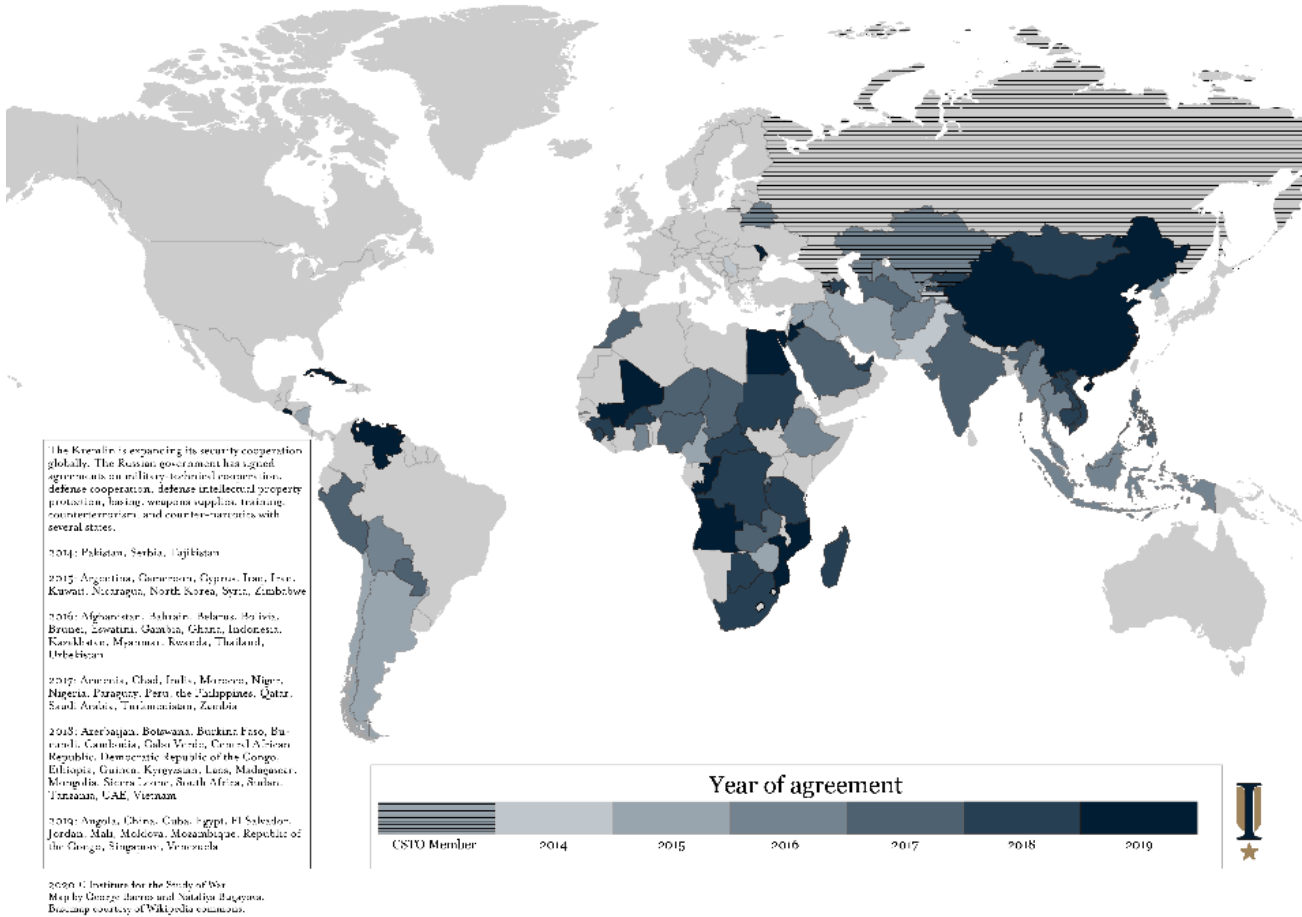 The Kremlin is expanding its security cooperation
globally. The Russian government has signed
agreements on military-technical cooperation,
defense cooperation, defense intellectual property
protection, basing, weapons supplies, training,
counterterrorism, and counter-narcotics with
several states.
2014: Pakistan, Serbia, Tajikistan
2015: Argentina, Cameroon, Cyprus, Iraq, Iran,
Kuwait, Nicaragua, North Korea, Syria, Zimbabwe
2016: Afghanistan, Bahrain, Belarus, Bolivia,
Brunei, Eswatini, Gambia, Ghana, Indonesia,
Kazakhstan, Myanmar, Rwanda, Thailand,
Uzbekistan
2017: Armenia, Chad, India, Morocco, Niger,
Nigeria, Paraguay, Peru, the Philippines, Qatar,
Saudi Arabia, Turkmenistan, Zambia
2018: Azerbaijan, Botswana, Burkina Faso, Bu-
rundi, Cambodia, Cabo Verde, Central African
Republic, Democratic Republic of the Congo,
Ethiopia, Guinea, Kyrgyzstan, Laos, Madagascar,
Mongolia, Sierra Leone, South Africa, Sudan,
Tanzania, UAE, Vietnam
2019: Angola, China, Cuba, Egypt, El Salvador,
Jordan, Mali, Moldova, Mozambique, Republic of
the Congo, Singapore, Venezuela
Year of agreement
CSTO Member 2014 2015 2016 2017 2018 2019
2020 © Institute for the Study of War
Map by George Barros and Nataliya Bugayova.
Basemap courtesy of Wikipedia commons.